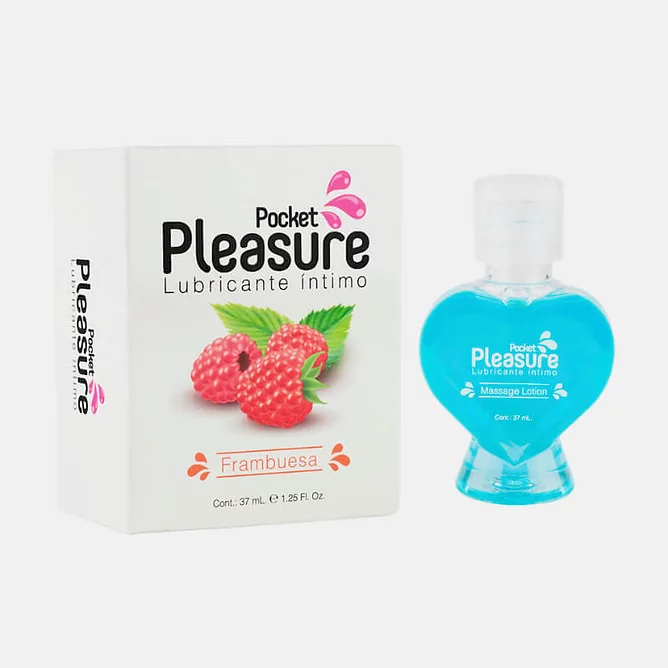 Pocket
Pleasure
Lubricante íntimo
Frambuesa
Cont.: 37 mL. ℮ 1.25 Fl. Oz.
Pocket
Pleasure
Lubricante íntimo
Pocket
Pleasure
Lubricante íntimo
Massage Lotion
Cont.: 37 mL.